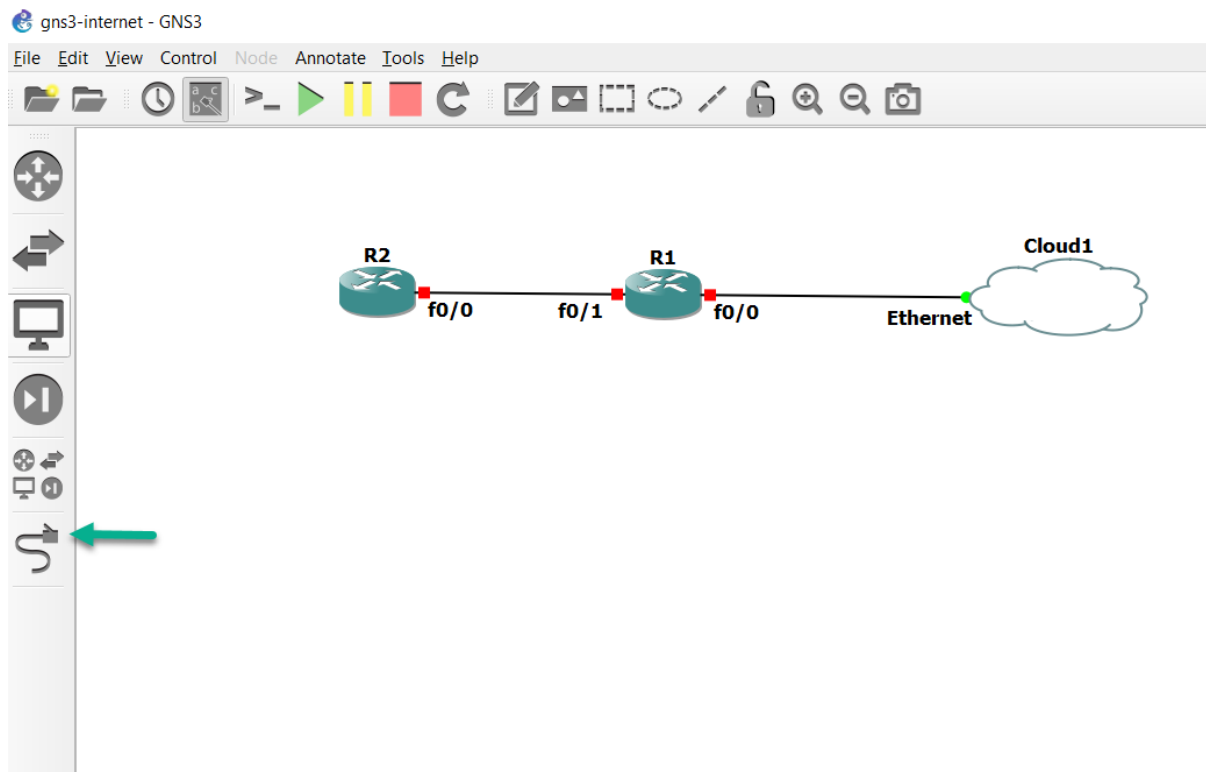 gns3-internet - GNS3
File Edit View Control Node Annotate Tools Help
a c
b
>_
Cloud1
R2
R1
f0/0
f0/1
f0/0
Ethernet